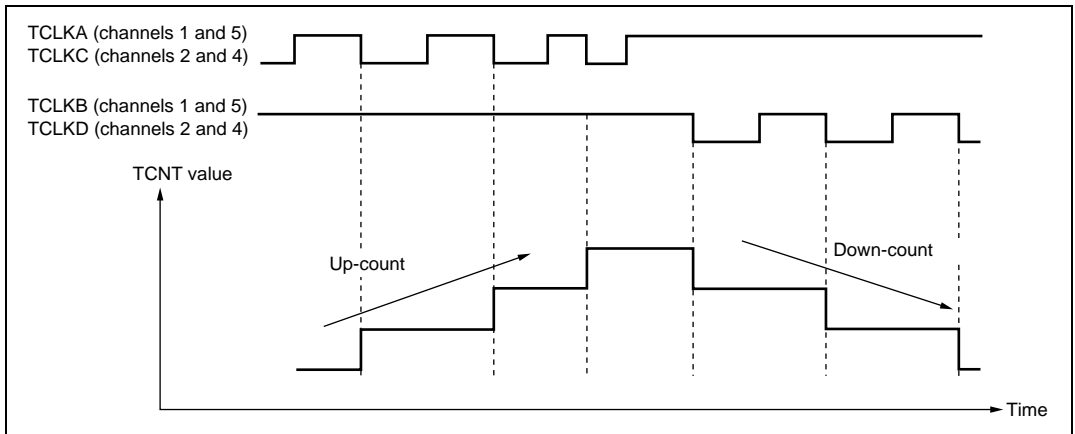 TCLKA (channels 1 and 5)
TCLKC (channels 2 and 4)
TCLKB (channels 1 and 5)
TCLKD (channels 2 and 4)
TCNT value
Up-count
Down-count
Time